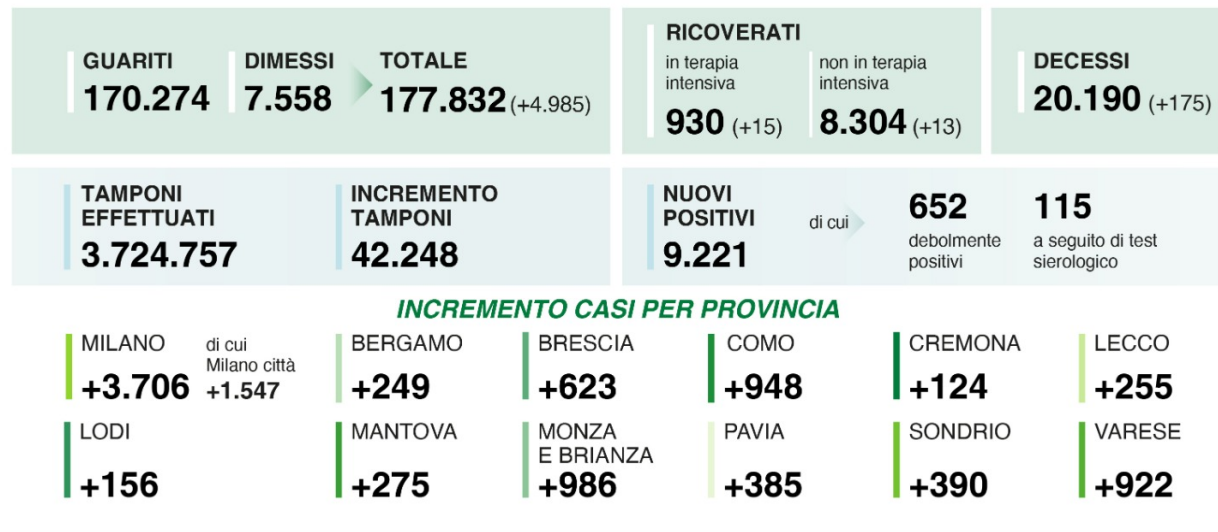 GUARITI
170.274
DIMESSI
7.558
TOTALE
177.832 (+4.985)
RICOVERATI
in terapia
intensiva
930 (+15)
non in terapia
intensiva
8.304 (+13)
DECESSI
20.190 (+175)
TAMPONI
EFFETTUATI
3.724.757
INCREMENTO
TAMPONI
42.248
NUOVI
POSITIVI
9.221
di cui
652
debolmente
positivi
115
a seguito di test
sierologico
INCREMENTO CASI PER PROVINCIA
MILANO
+3.706
di cui
Milano città
+1.547
BERGAMO
+249
BRESCIA
+623
COMO
+948
CREMONA
+124
LECCO
+255
LODI
+156
MANTOVA
+275
MONZA
E BRIANZA
+986
PAVIA
+385
SONDRIO
+390
VARESE
+922